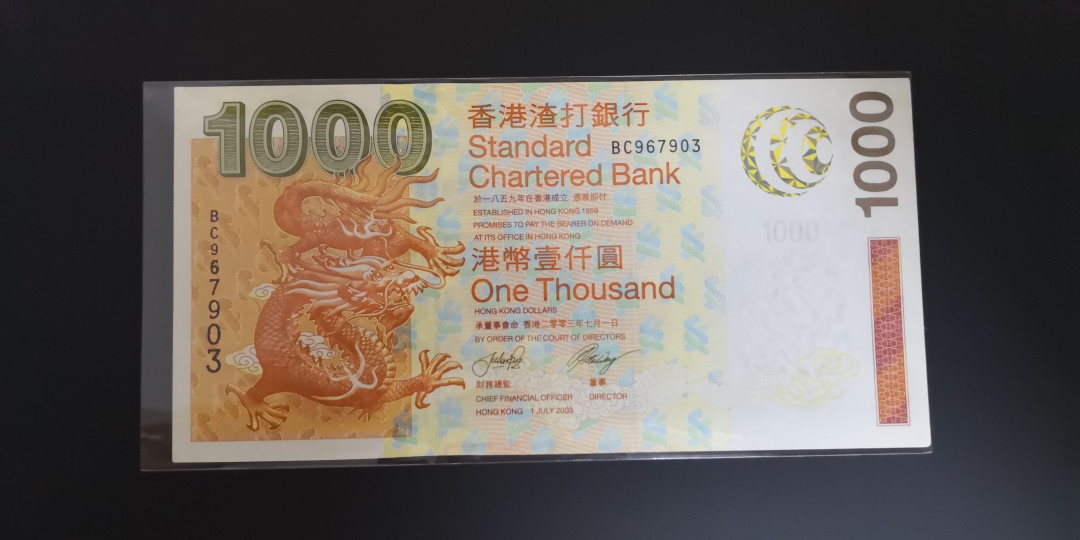 1000
香港渣打銀行
Standard BC967903
Chartered Bank
於一八五九年在香港成立 憑票即付
ESTABLISHED IN HONG KONG 1859
PROMISES TO PAY THE BEARER ON DEMAND
AT ITS OFFICE IN HONG KONG
港幣壹仟圓
One Thousand
HONG KONG DOLLARS
承董事會命 香港二零零三年七月一日
BY ORDER OF THE COURT OF DIRECTORS
財務總監 董事
CHIEF FINANCIAL OFFICER DIRECTOR
HONG KONG 1 JULY 2003
BC967903
1000
1000